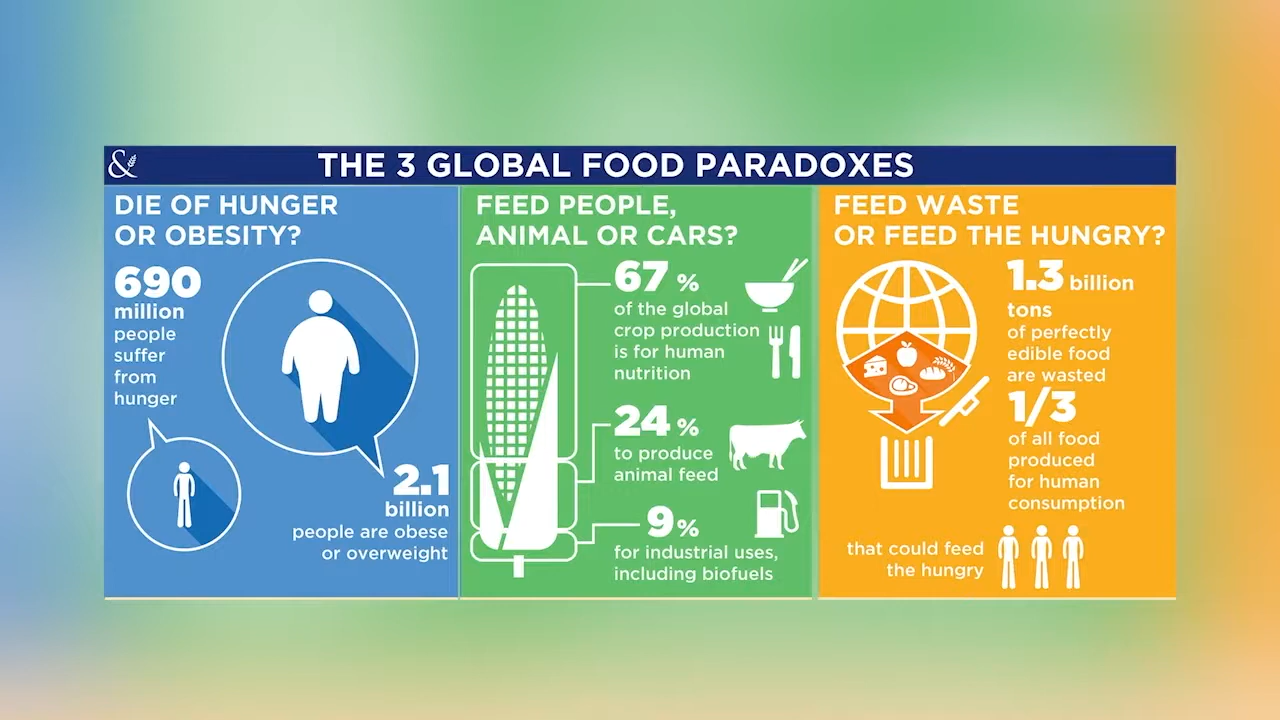 &
THE 3 GLOBAL FOOD PARADOXES
DIE OF HUNGER
OR OBESITY?
690
million
people
suffer
from
hunger
2.1
billion
people are obese
or overweight
FEED PEOPLE,
ANIMAL OR CARS?
67 %
of the global
crop production
is for human
nutrition
24 %
to produce
animal feed
9%
for industrial uses,
including biofuels
FEED WASTE
OR FEED THE HUNGRY?
1.3 billion
tons
of perfectly
edible food
are wasted
1/3
of all food
produced
for human
consumption
that could feed
the hungry